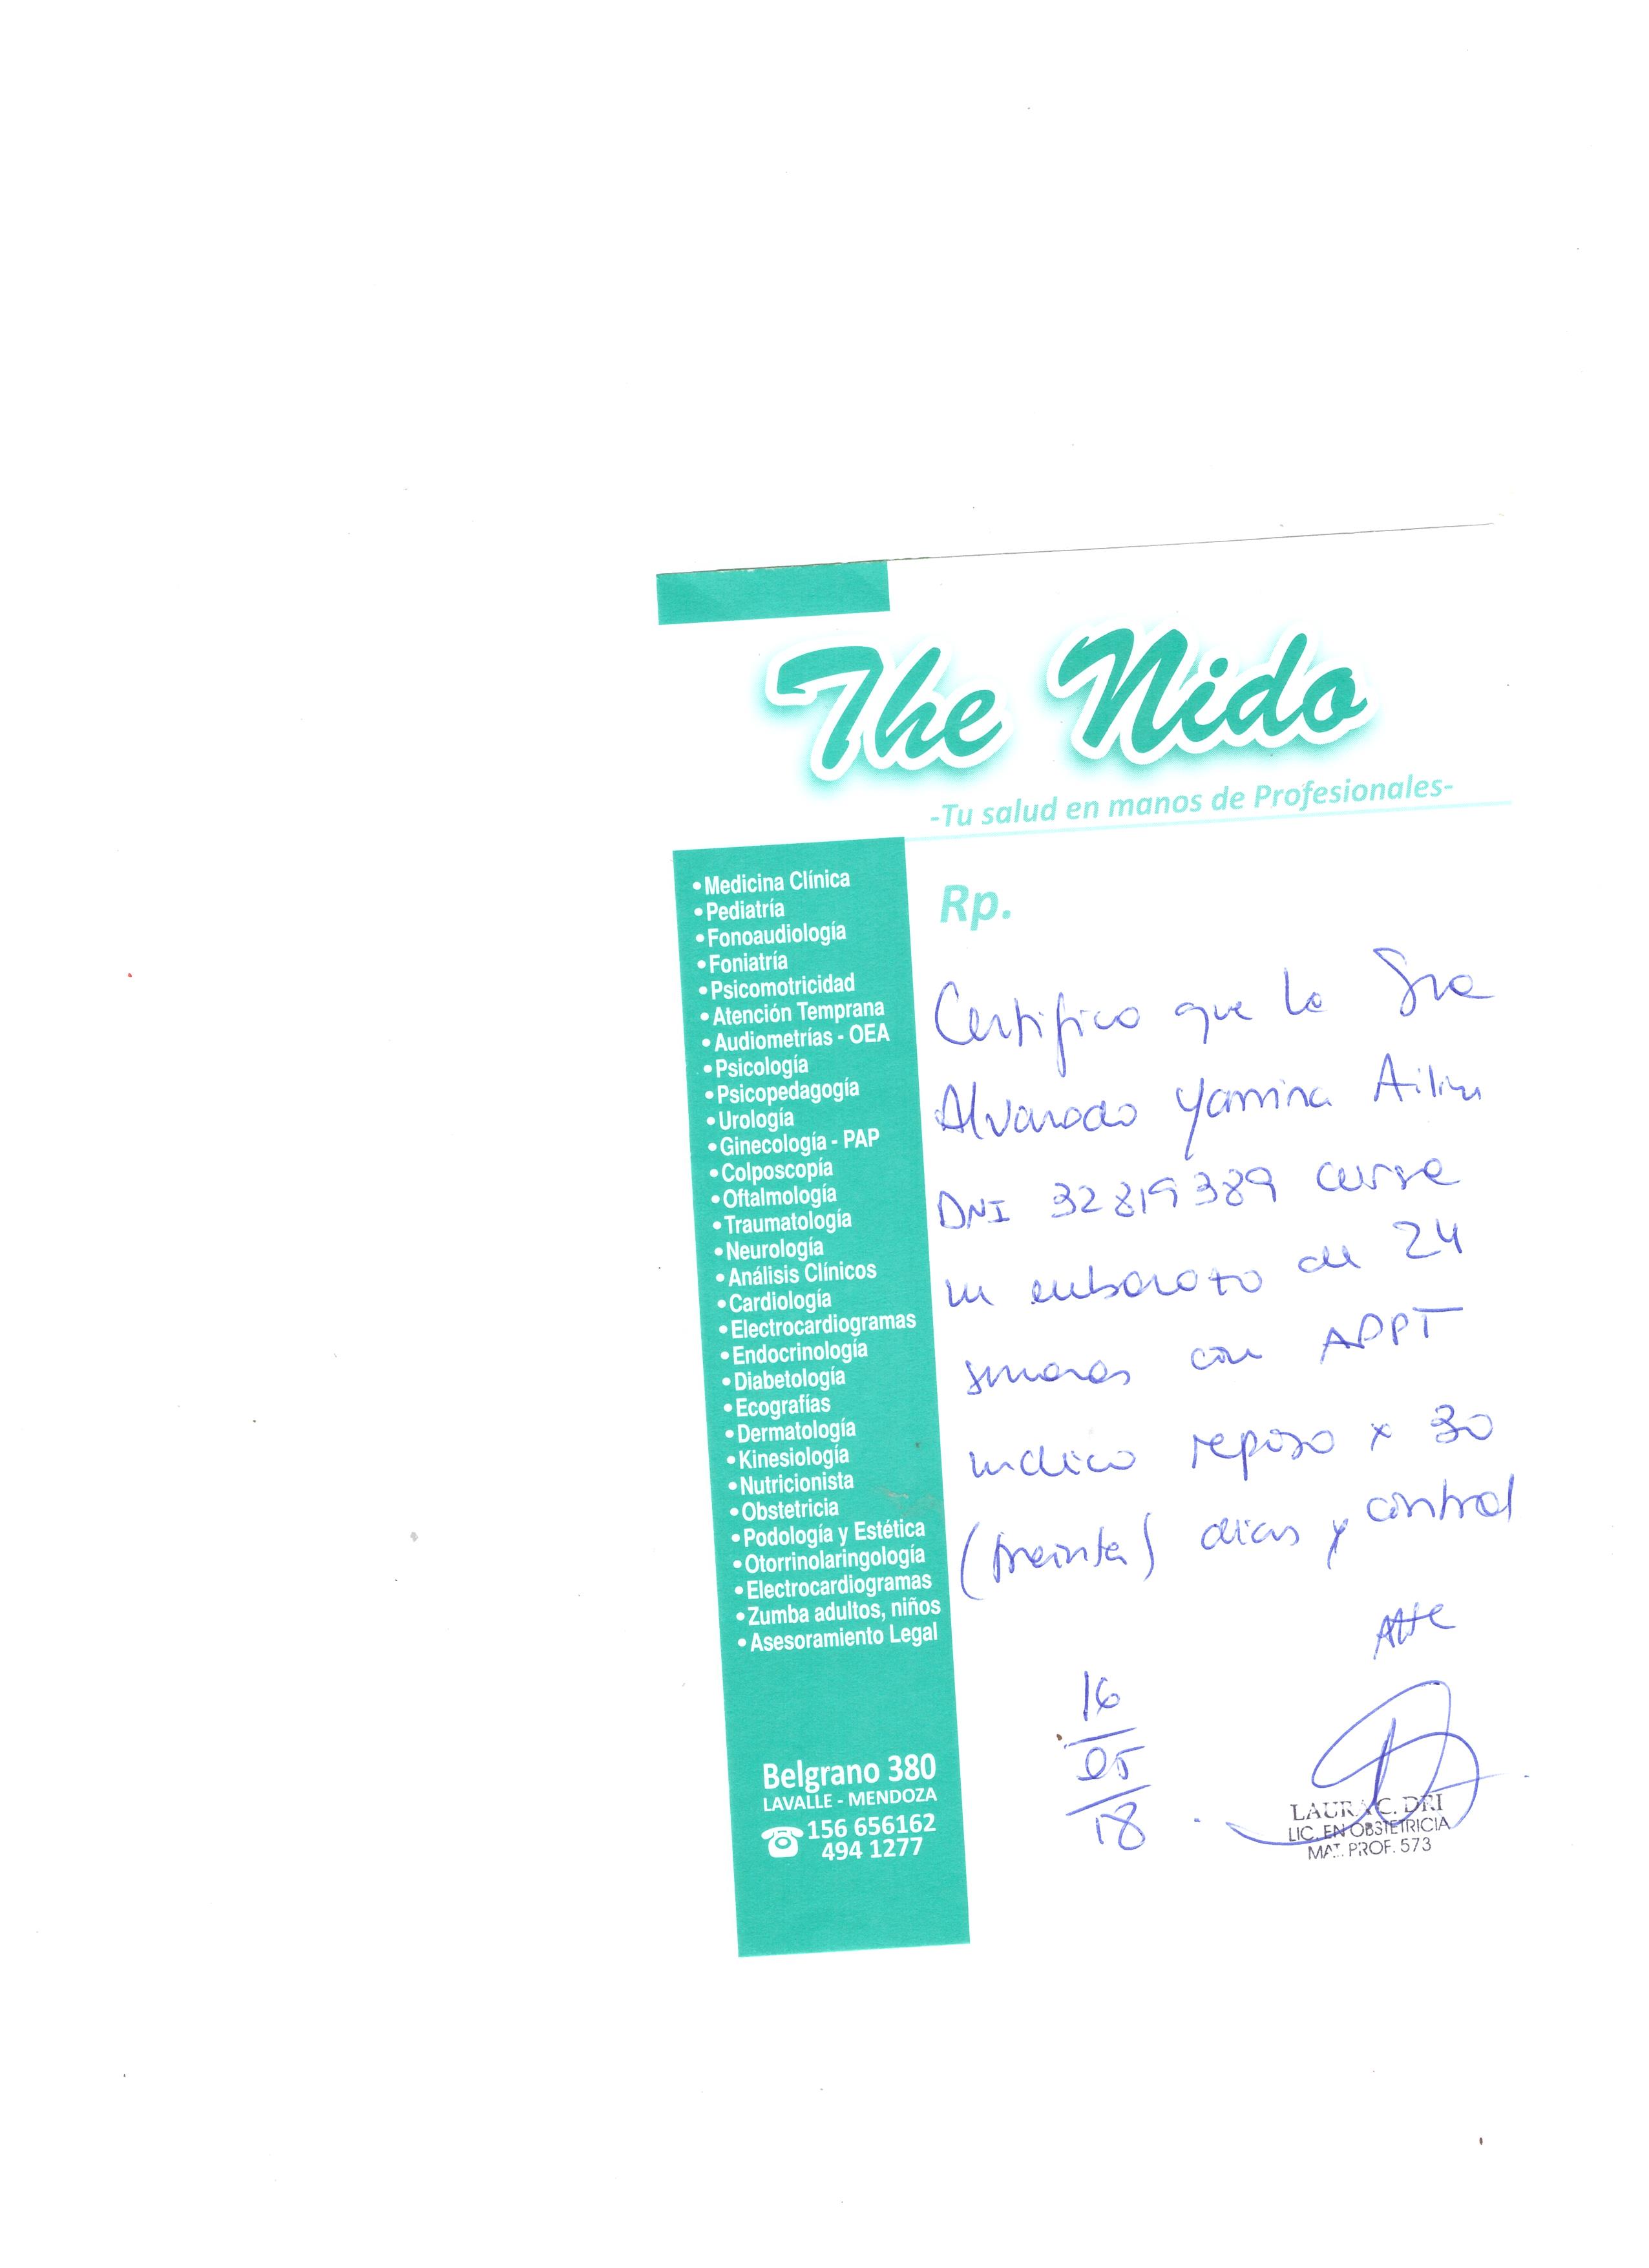 The Nido
-Tu salud en manos de Profesionales-
• Medicina Clínica
• Pediatría
• Fonoaudiología
• Foniatría
• Psicomotricidad
• Atención Temprana
• Audiometrías - OEA
• Psicología
• Psicopedagogía
• Urología
• Ginecología - PAP
• Colposcopía
• Oftalmología
• Traumatología
• Neurología
• Análisis Clínicos
• Cardiología
• Electrocardiogramas
• Endocrinología
• Diabetología
• Ecografías
• Dermatología
• Kinesiología
• Nutricionista
• Obstetricia
• Podología y Estética
• Otorrinolaringología
• Electrocardiogramas
• Zumba adultos, niños
• Asesoramiento Legal
Belgrano 380
LAVALLE - MENDOZA
156 656162
494 1277
Rp.
Certifico que la Sra
Alvarado Yamina Ailin
DNI 32819389 cursa
un embarazo de 24
semanas con APPT
indico reposo x 30
(treinta) dias y control
Atte
16
05
18
LAURA C. DRI
LIC. EN OBSTETRICIA
MAT. PROF. 573